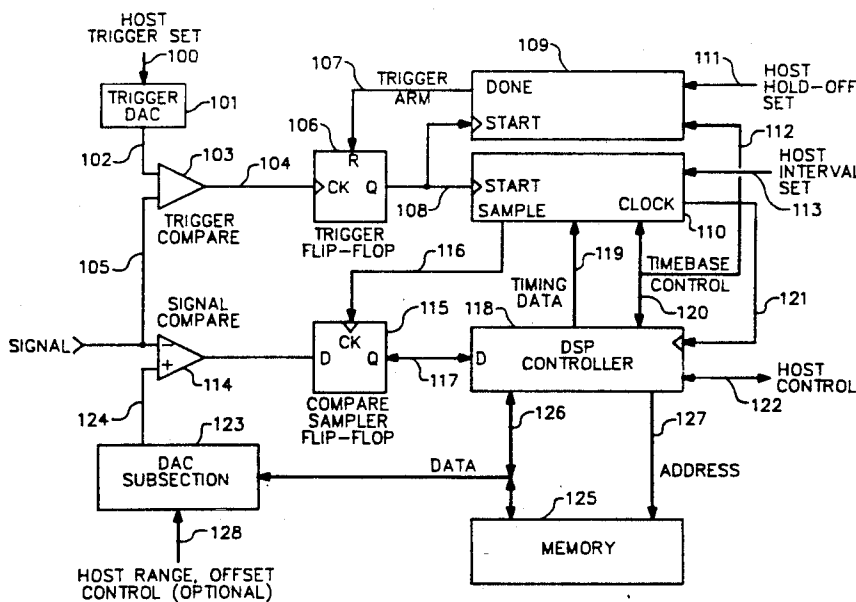 HOST
TRIGGER SET
100
TRIGGER
DAC
101
102
103
104
TRIGGER
COMPARE
105
106
107
TRIGGER
ARM
R
CK Q
TRIGGER
FLIP-FLOP
108
109
DONE
START
111
HOST
HOLD-OFF
SET
112
START
SAMPLE
CLOCK
110
HOST
INTERVAL
SET
113
116
TIMING
DATA
119
TIMEBASE
CONTROL
120
121
SIGNAL
SIGNAL
COMPARE
-
+
114
115
CK
D Q
COMPARE
SAMPLER
FLIP-FLOP
117
118
D
DSP
CONTROLLER
HOST
CONTROL
122
124
123
DAC
SUBSECTION
DATA
126
127
ADDRESS
125
MEMORY
128
HOST RANGE, OFFSET
CONTROL (OPTIONAL)